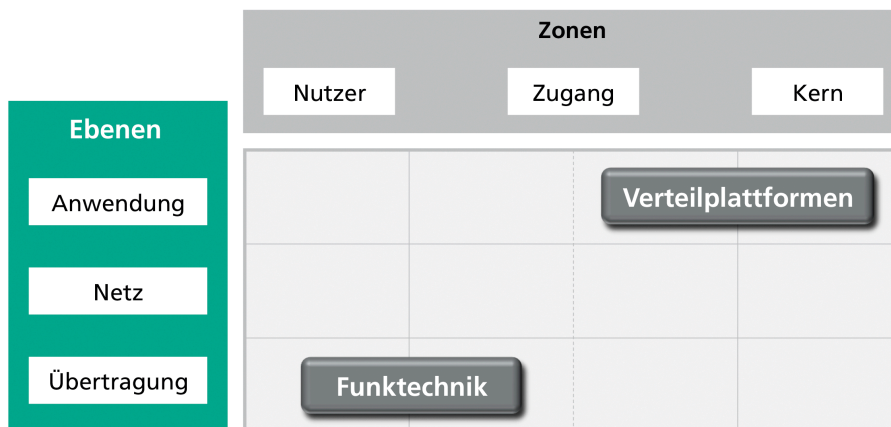 Zonen
Nutzer Zugang Kern
Ebenen
Anwendung
Verteilplattformen
Netz
Übertragung
Funktechnik